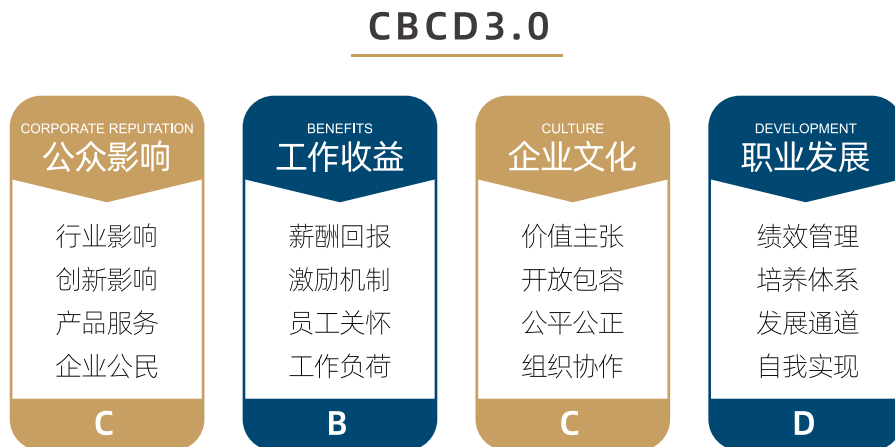 CBCD3.0
CORPORATE REPUTATION
公众影响
行业影响
创新影响
产品服务
企业公民
C
BENEFITS
工作收益
薪酬回报
激励机制
员工关怀
工作负荷
B
CULTURE
企业文化
价值主张
开放包容
公平公正
组织协作
C
DEVELOPMENT
职业发展
绩效管理
培养体系
发展通道
自我实现
D